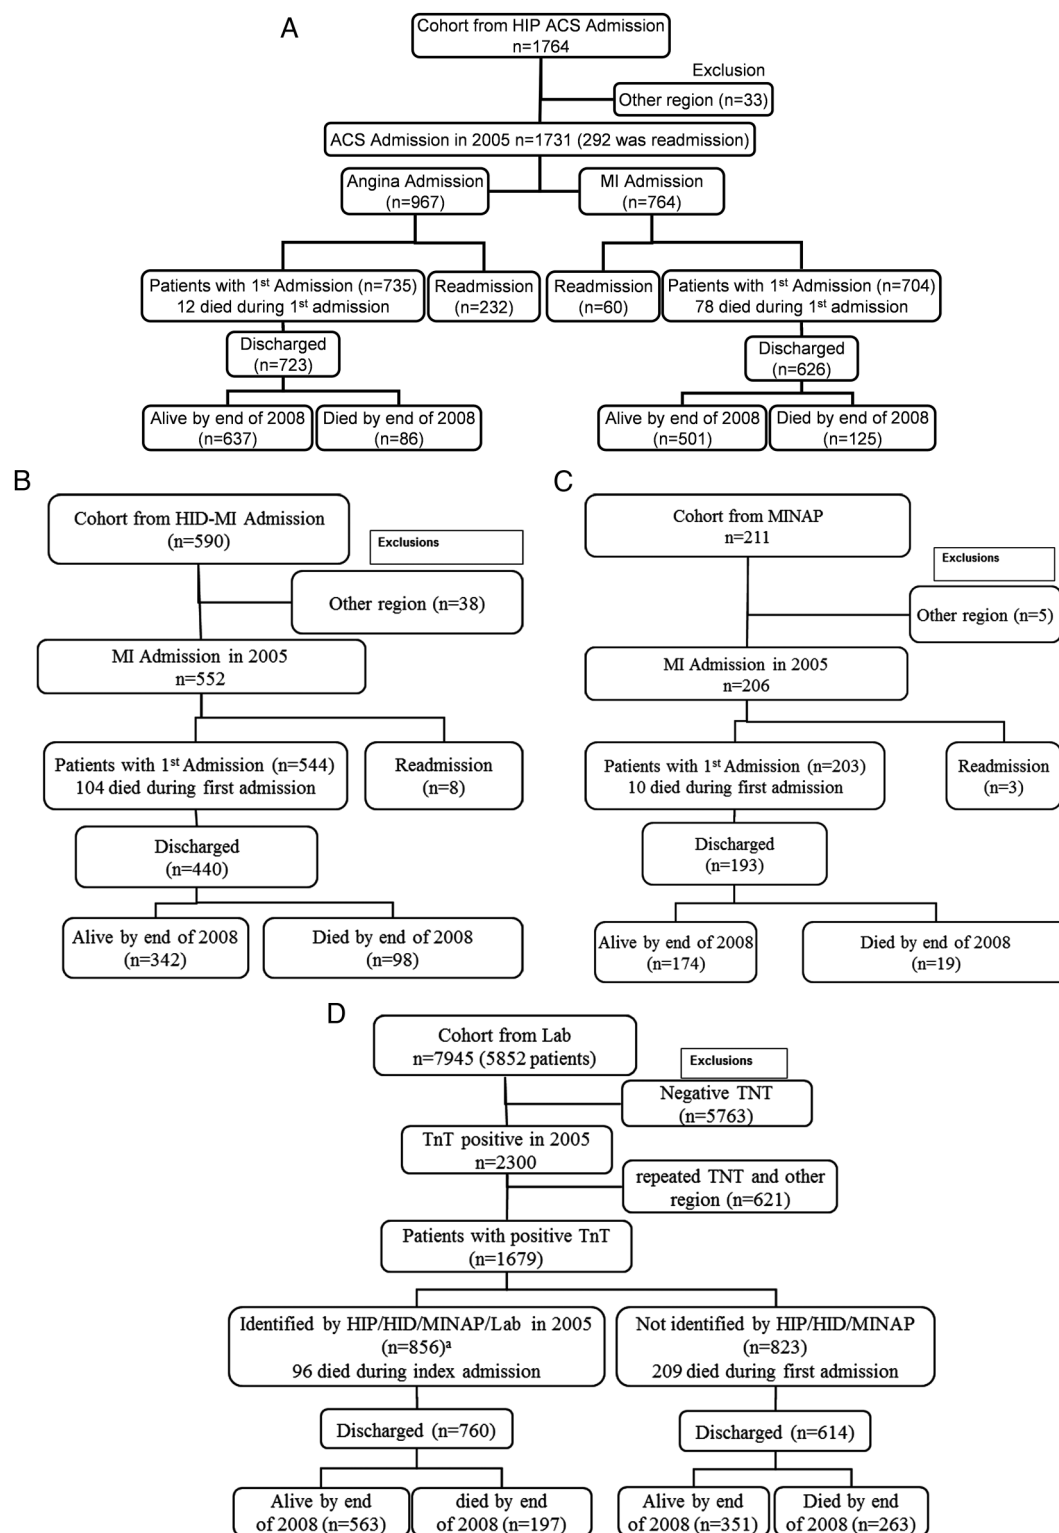 A
Cohort from HIP ACS Admission
n=1764
Exclusion
Other region (n=33)
ACS Admission in 2005 n=1731 (292 was readmission)
Angina Admission
(n=967)
MI Admission
(n=764)
Patients with 1st Admission (n=735)
12 died during 1st admission
Readmission
(n=232)
Readmission
(n=60)
Patients with 1st Admission (n=704)
78 died during 1st admission
Discharged
(n=723)
Discharged
(n=626)
Alive by end of 2008
(n=637)
Died by end of 2008
(n=86)
Alive by end of 2008
(n=501)
Died by end of 2008
(n=125)
B
Cohort from HID-MI Admission
(n=590)
Exclusions
Other region (n=38)
MI Admission in 2005
n=552
Patients with 1st Admission (n=544)
104 died during first admission
Readmission
(n=8)
Discharged
(n=440)
Alive by end of 2008
(n=342)
Died by end of 2008
(n=98)
C
Cohort from MINAP
n=211
Exclusions
Other region (n=5)
MI Admission in 2005
n=206
Patients with 1st Admission (n=203)
10 died during first admission
Readmission
(n=3)
Discharged
(n=193)
Alive by end of 2008
(n=174)
Died by end of 2008
(n=19)
D
Cohort from Lab
n=7945 (5852 patients)
Exclusions
Negative TNT
(n=5763)
TnT positive in 2005
n=2300
repeated TNT and other
region (n=621)
Patients with positive TnT
(n=1679)
Identified by HIP/HID/MINAP/Lab in 2005
(n=856)a
96 died during index admission
Not identified by HIP/HID/MINAP
(n=823)
209 died during first admission
Discharged (n=760)
Discharged (n=614)
Alive by end
of 2008 (n=563)
died by end
of 2008 (n=197)
Alive by end
of 2008 (n=351)
Died by end
of 2008 (n=263)